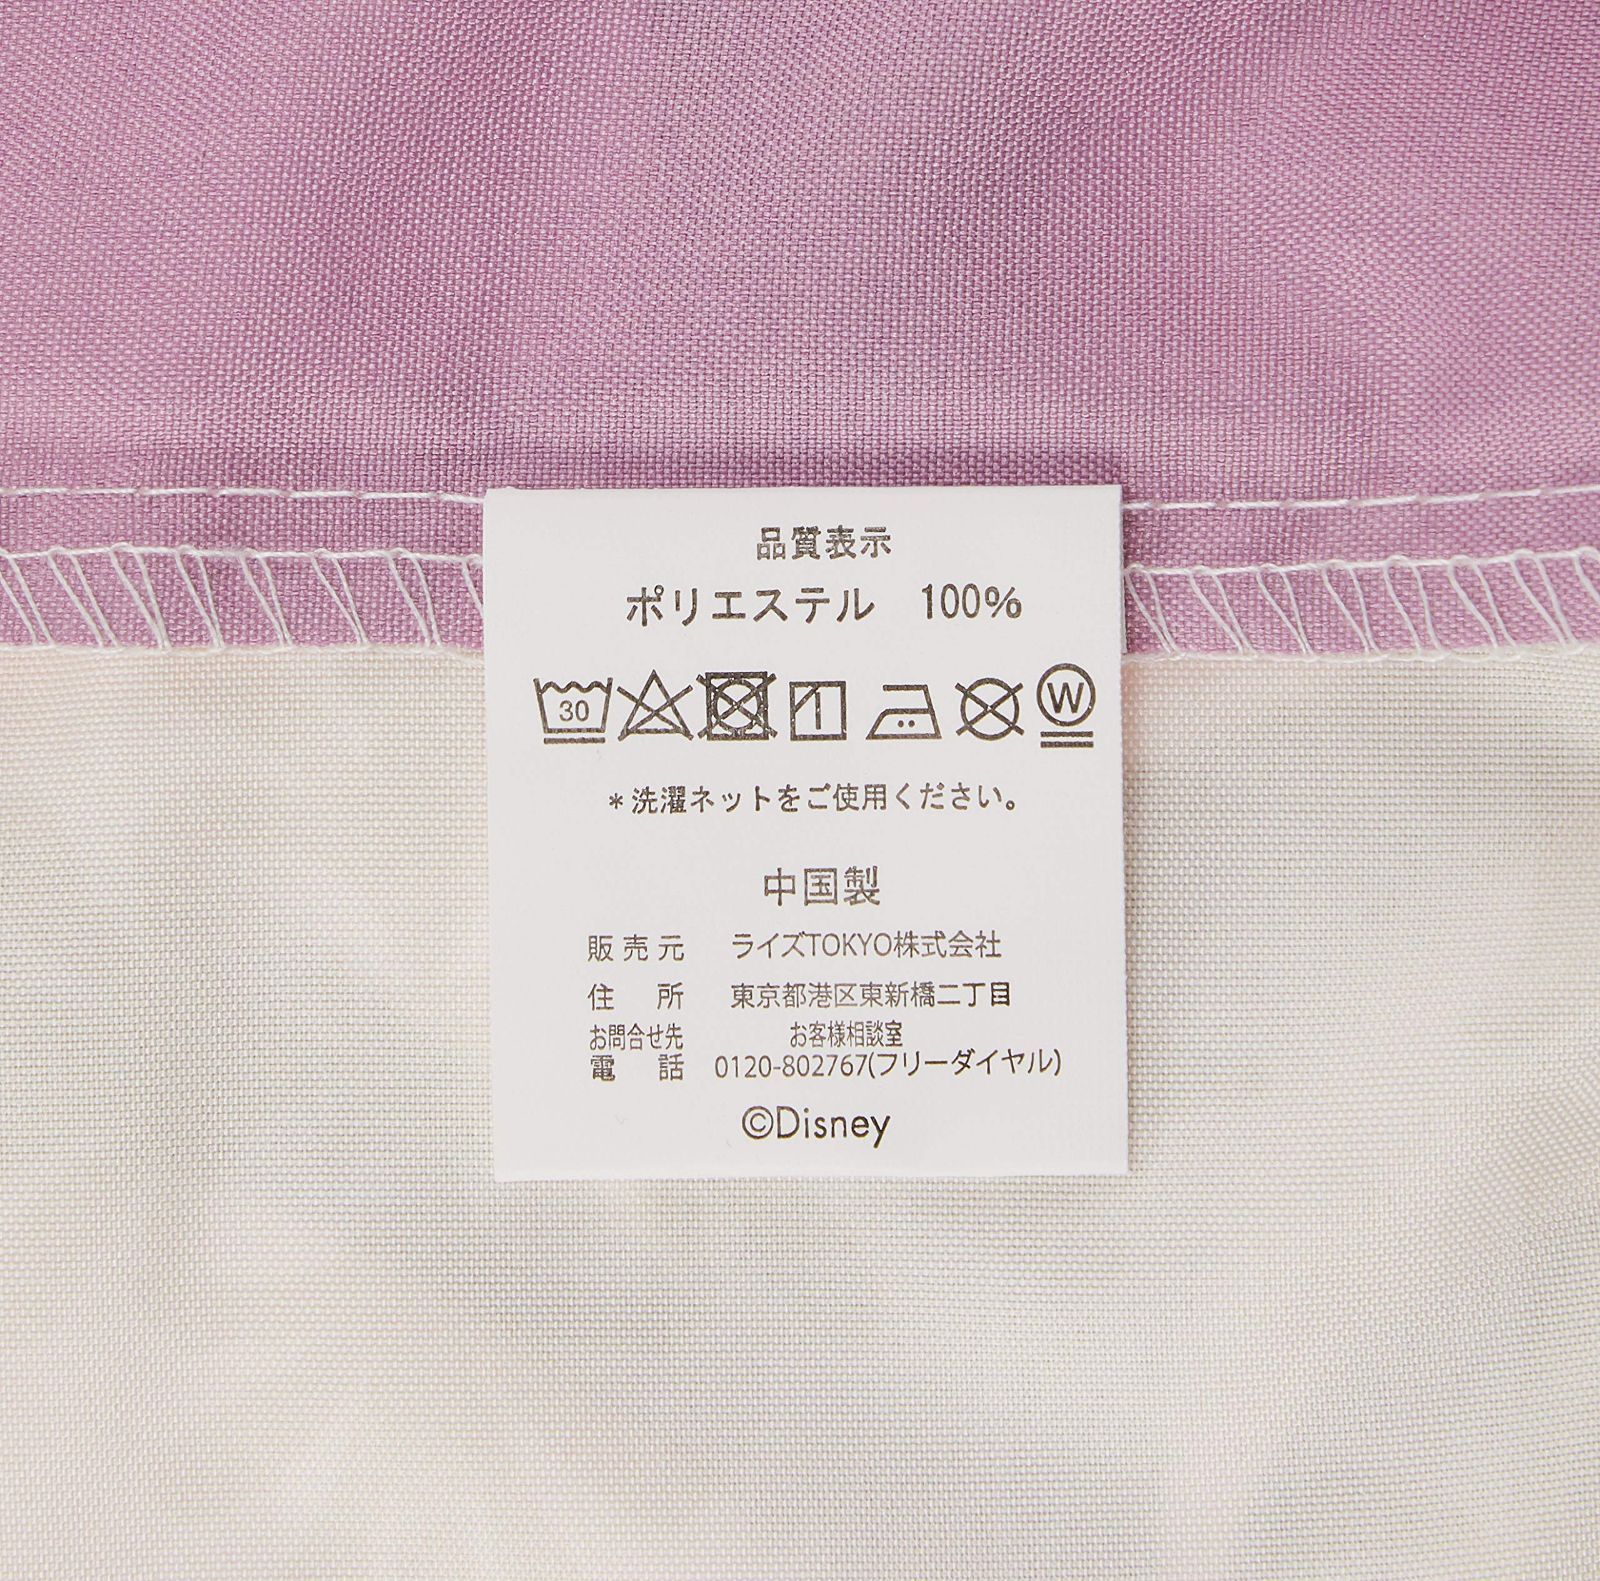 品質表示
ポリエステル 100%
30 W
*洗濯ネットをご使用ください。
中国製
販売元 ライズTOKYO株式会社
住所 東京都港区東新橋二丁目
お問合せ先 お客様相談室
電話 0120-802767(フリーダイヤル)
©Disney